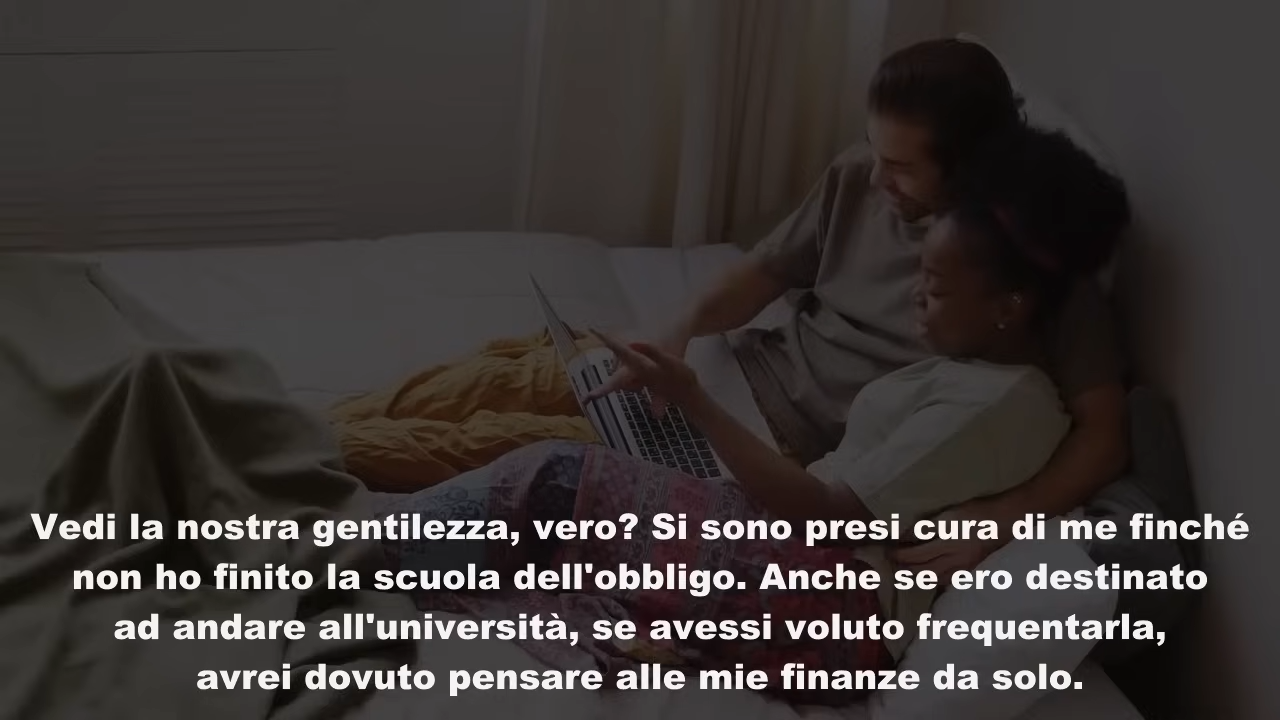 Vedi la nostra gentilezza, vero? Si sono presi cura di me finché
non ho finito la scuola dell'obbligo. Anche se ero destinato
ad andare all'università, se avessi voluto frequentarla,
avrei dovuto pensare alle mie finanze da solo.